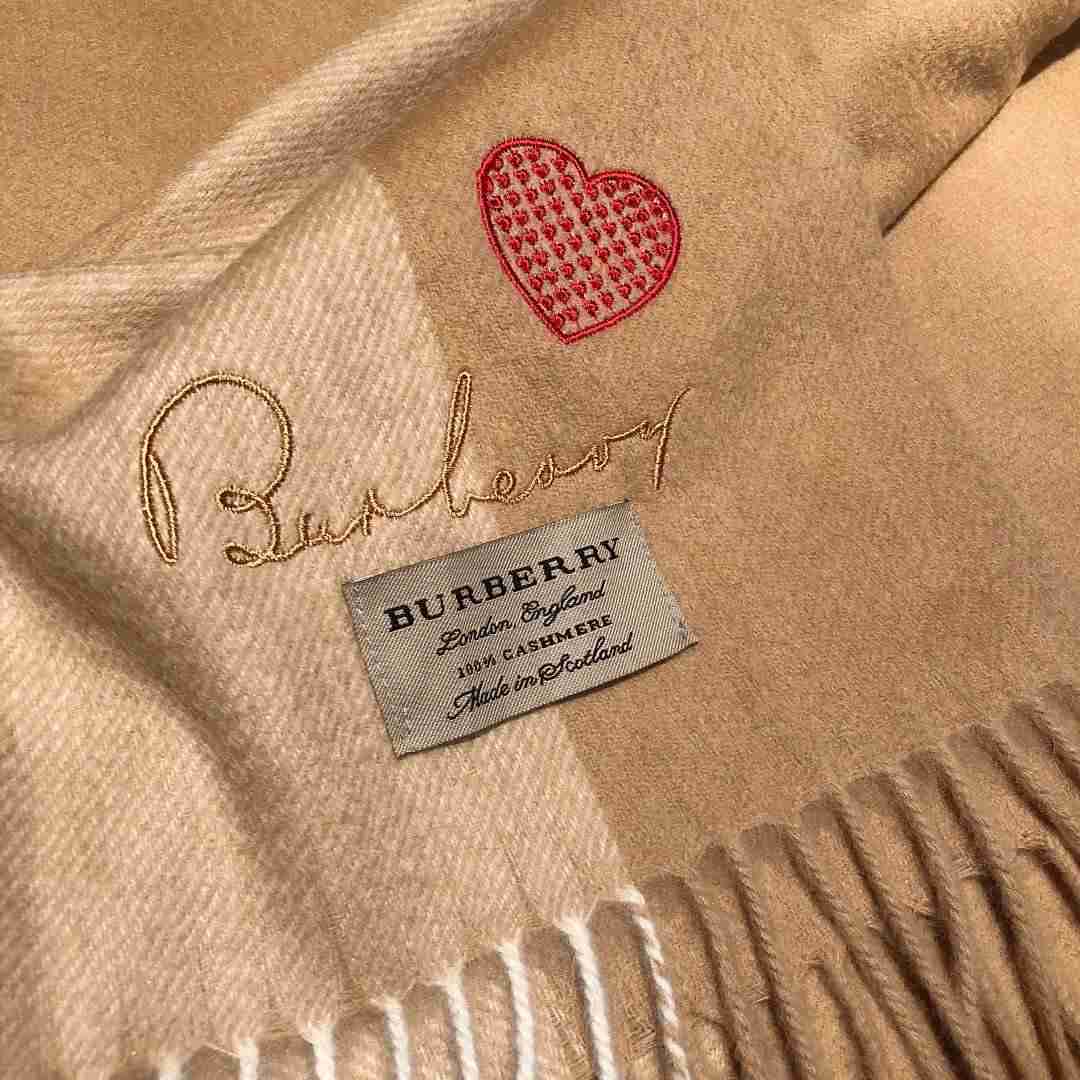 Burberry
BURBERRY
London, England
100% CASHMERE
Made in Scotland